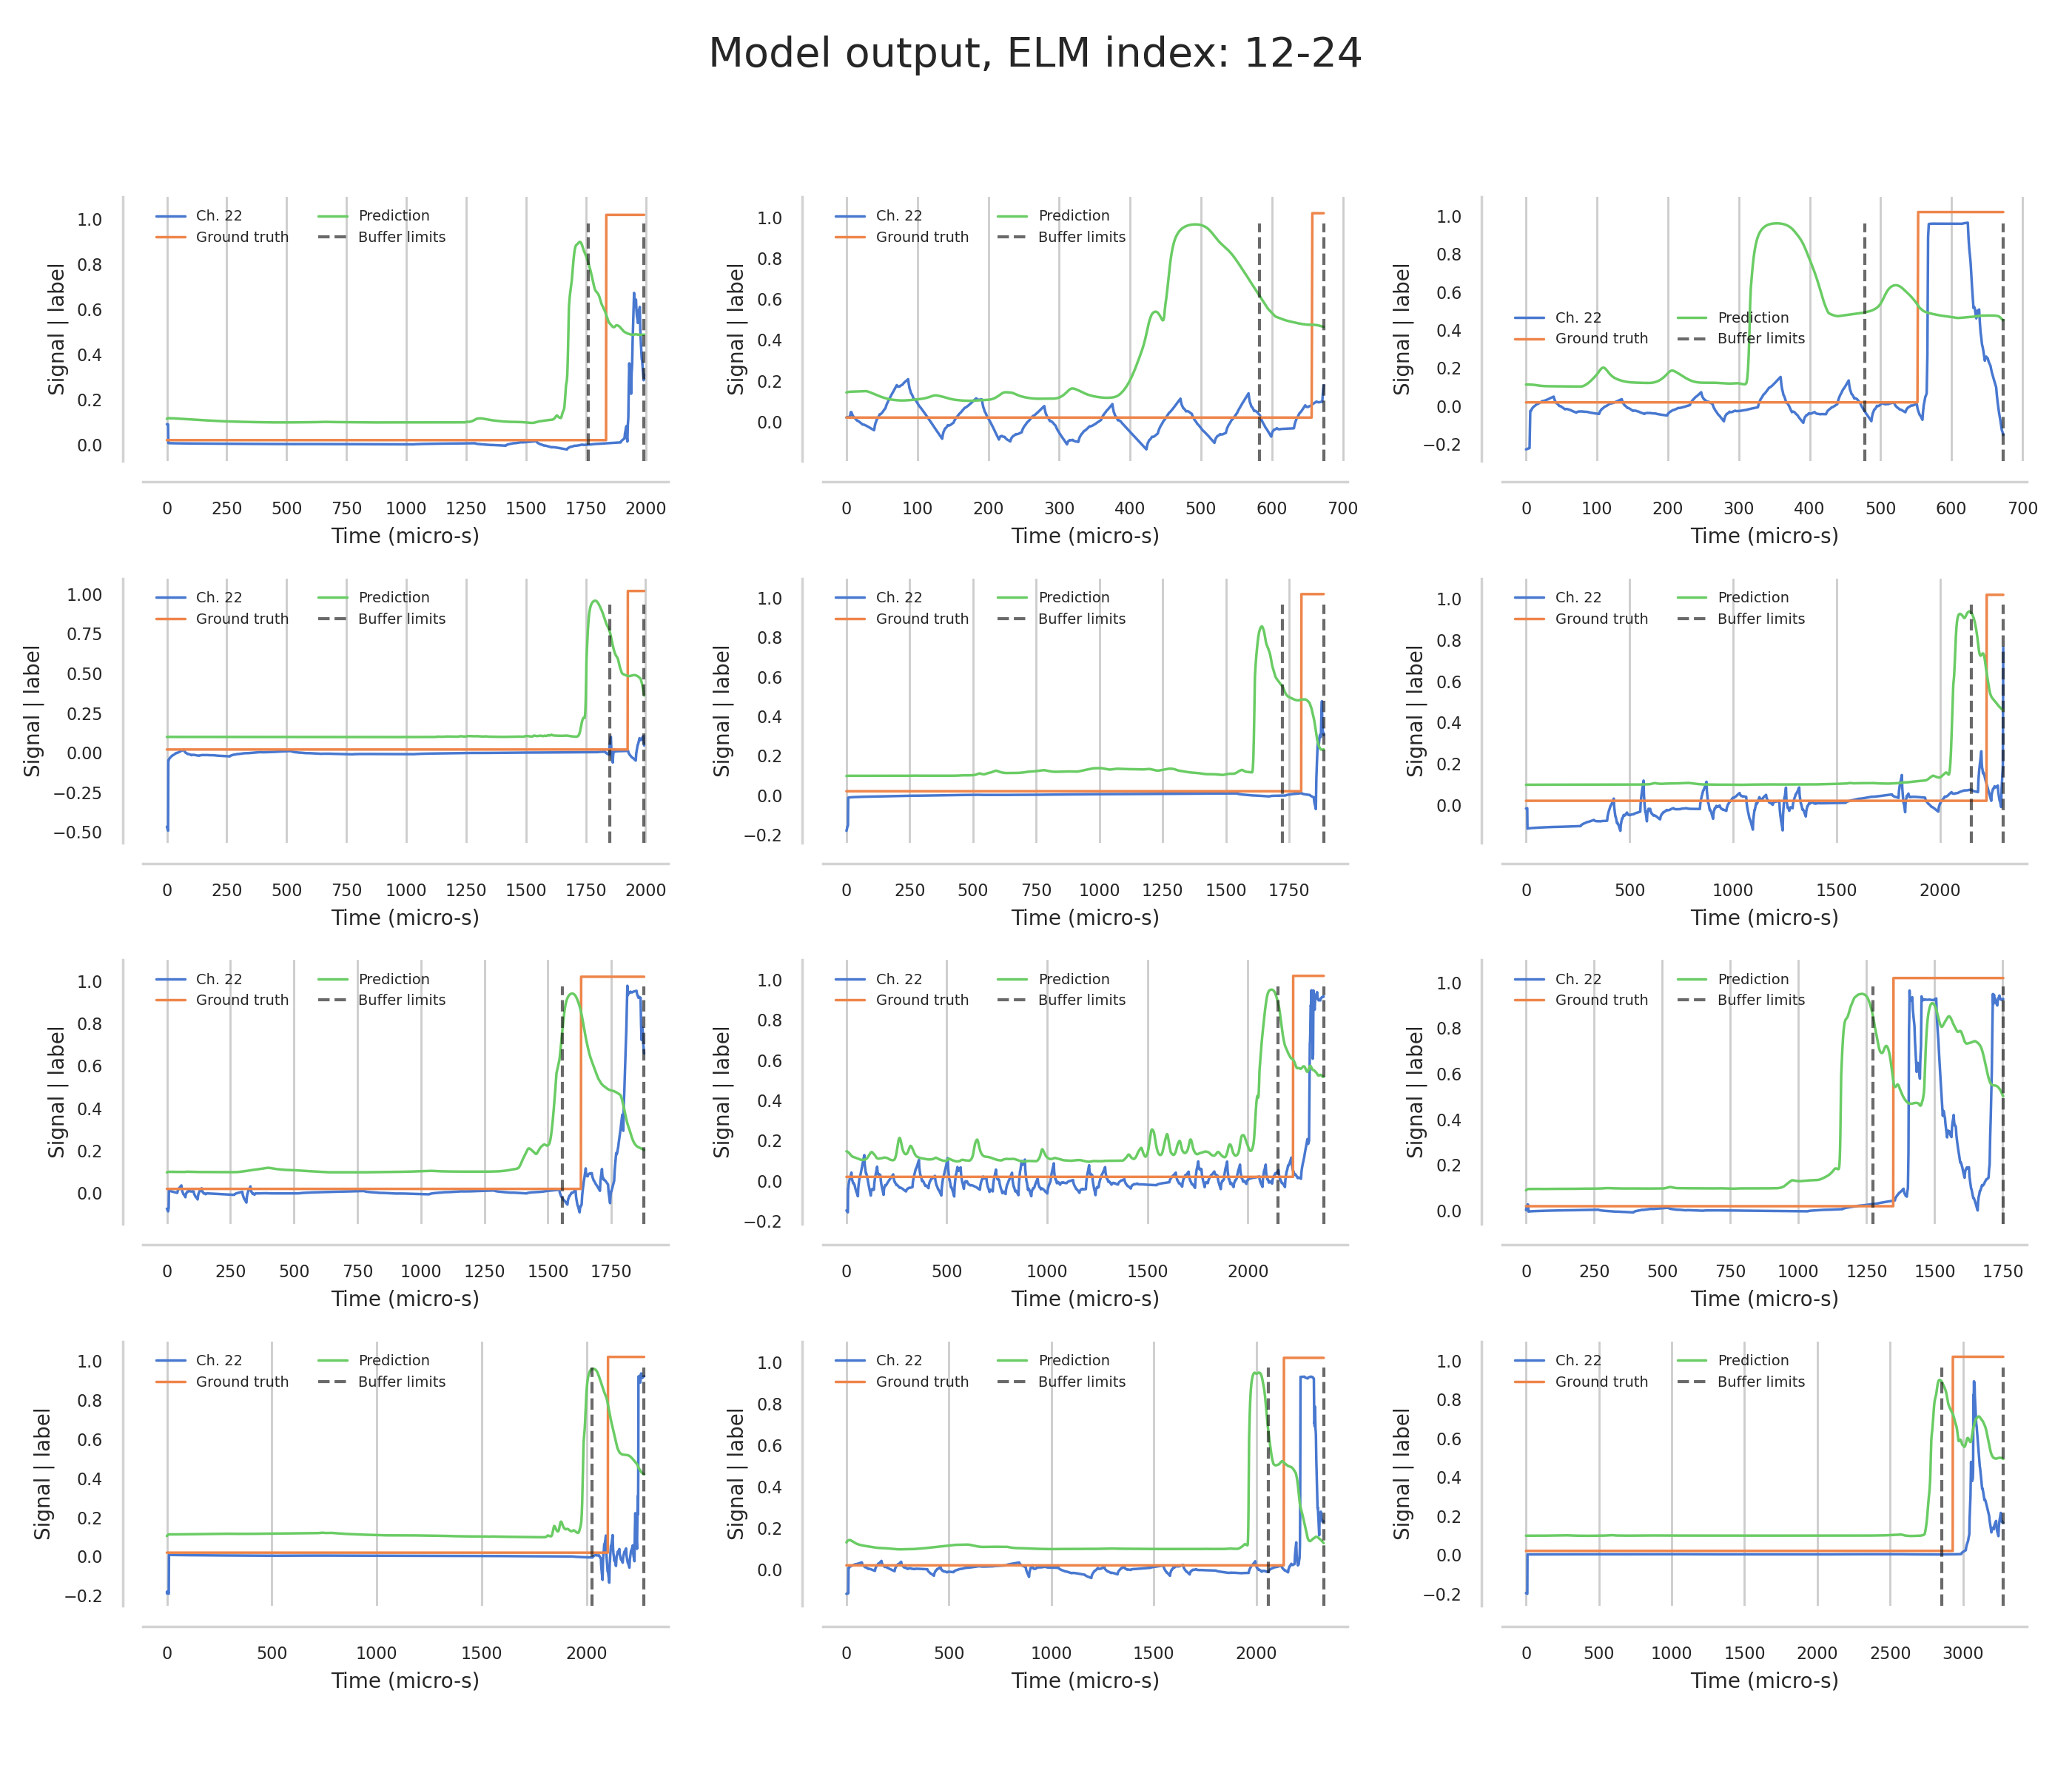 Model output, ELM index: 12-24
Signal | label
1.0
0.8
0.6
0.4
0.2
0.0
Ch. 22
Ground truth
Prediction
Buffer limits
0 250 500 750 1000 1250 1500 1750 2000
Time (micro-s)
Signal | label
1.0
0.8
0.6
0.4
0.2
0.0
Ch. 22
Ground truth
Prediction
Buffer limits
0 100 200 300 400 500 600 700
Time (micro-s)
Signal | label
1.0
0.8
0.6
0.4
0.2
0.0
−0.2
Ch. 22
Ground truth
Prediction
Buffer limits
0 100 200 300 400 500 600 700
Time (micro-s)
Signal | label
1.00
0.75
0.50
0.25
0.00
−0.25
−0.50
Ch. 22
Ground truth
Prediction
Buffer limits
0 250 500 750 1000 1250 1500 1750 2000
Time (micro-s)
Signal | label
1.0
0.8
0.6
0.4
0.2
0.0
−0.2
Ch. 22
Ground truth
Prediction
Buffer limits
0 250 500 750 1000 1250 1500 1750
Time (micro-s)
Signal | label
1.0
0.8
0.6
0.4
0.2
0.0
Ch. 22
Ground truth
Prediction
Buffer limits
0 500 1000 1500 2000
Time (micro-s)
Signal | label
1.0
0.8
0.6
0.4
0.2
0.0
Ch. 22
Ground truth
Prediction
Buffer limits
0 250 500 750 1000 1250 1500 1750
Time (micro-s)
Signal | label
1.0
0.8
0.6
0.4
0.2
0.0
−0.2
Ch. 22
Ground truth
Prediction
Buffer limits
0 500 1000 1500 2000
Time (micro-s)
Signal | label
1.0
0.8
0.6
0.4
0.2
0.0
Ch. 22
Ground truth
Prediction
Buffer limits
0 250 500 750 1000 1250 1500 1750
Time (micro-s)
Signal | label
1.0
0.8
0.6
0.4
0.2
0.0
−0.2
Ch. 22
Ground truth
Prediction
Buffer limits
0 500 1000 1500 2000
Time (micro-s)
Signal | label
1.0
0.8
0.6
0.4
0.2
0.0
Ch. 22
Ground truth
Prediction
Buffer limits
0 500 1000 1500 2000
Time (micro-s)
Signal | label
1.0
0.8
0.6
0.4
0.2
0.0
−0.2
Ch. 22
Ground truth
Prediction
Buffer limits
0 500 1000 1500 2000 2500 3000
Time (micro-s)